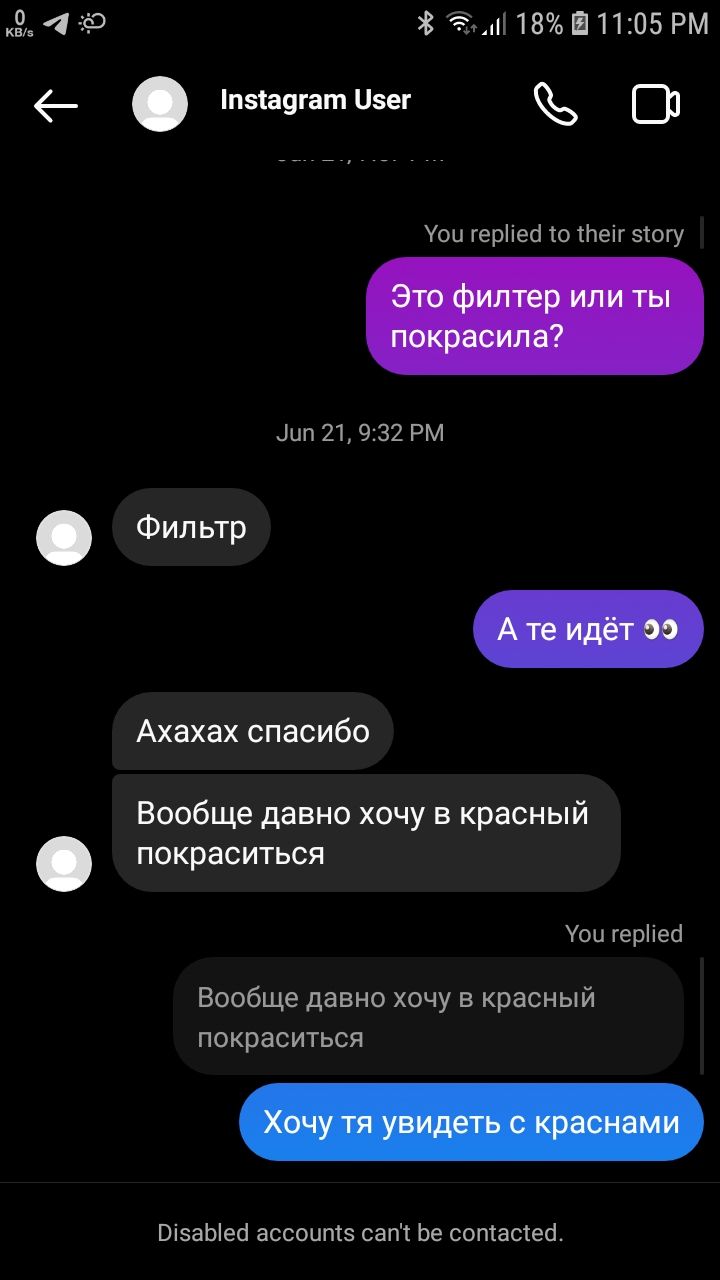 0
KB/s
18% 11:05 PM
Instagram User
You replied to their story
Это филтер или ты
покрасила?
Jun 21, 9:32 PM
Фильтр
А те идёт 👀
Ахахах спасибо
Вообще давно хочу в красный
покраситься
You replied
Вообще давно хочу в красный
покраситься
Хочу тя увидеть с краснами
Disabled accounts can't be contacted.